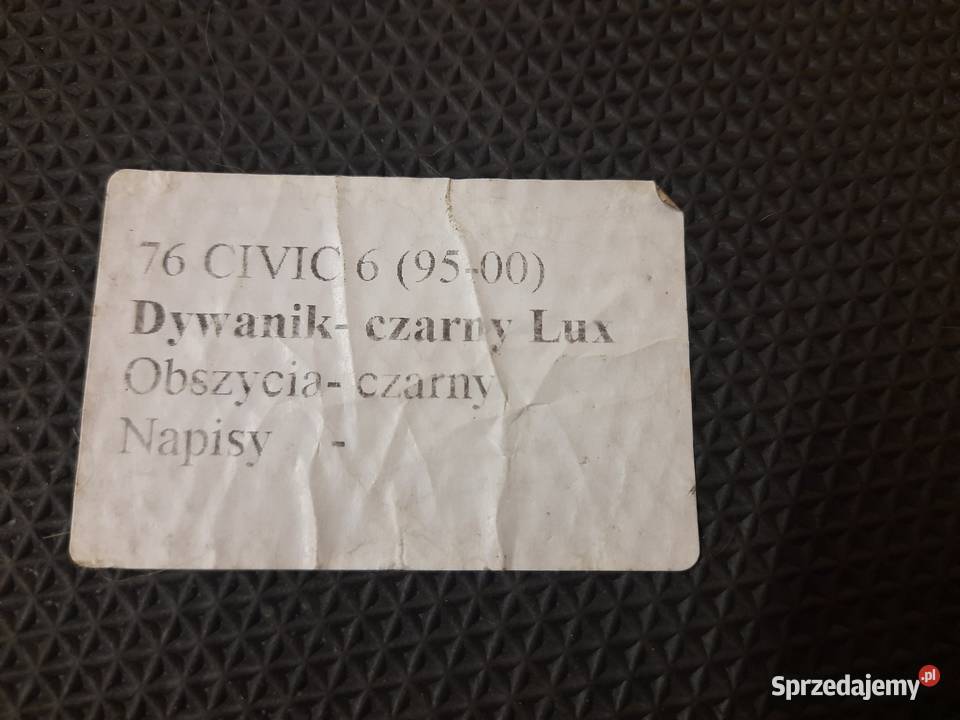 76 CIVIC 6 (95-00)
Dywanik- czarny Lux
Obszycia- czarny
Napisy -
Sprzedajemy.pl